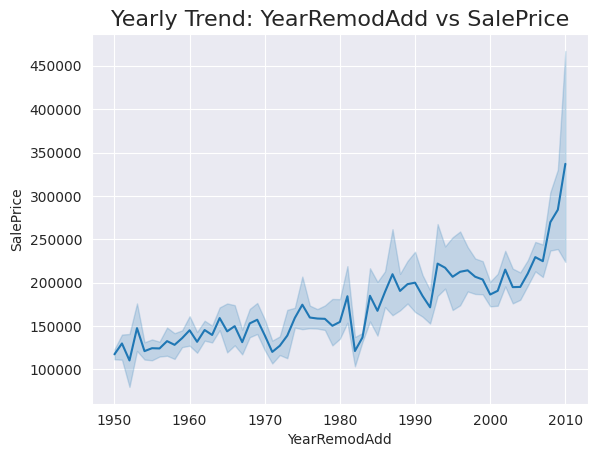 Yearly Trend: YearRemodAdd vs SalePrice
SalePrice
450000
400000
350000
300000
250000
200000
150000
100000
1950 1960 1970 1980 1990 2000 2010
YearRemodAdd